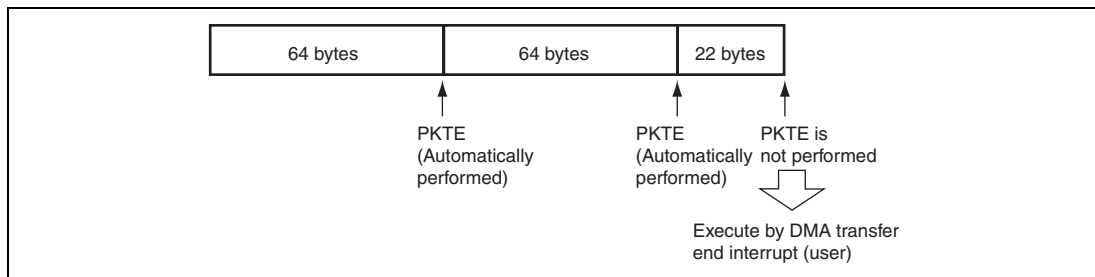 64 bytes
64 bytes
22 bytes
PKTE
(Automatically
performed)
PKTE
(Automatically
performed)
PKTE is
not performed
Execute by DMA transfer
end interrupt (user)